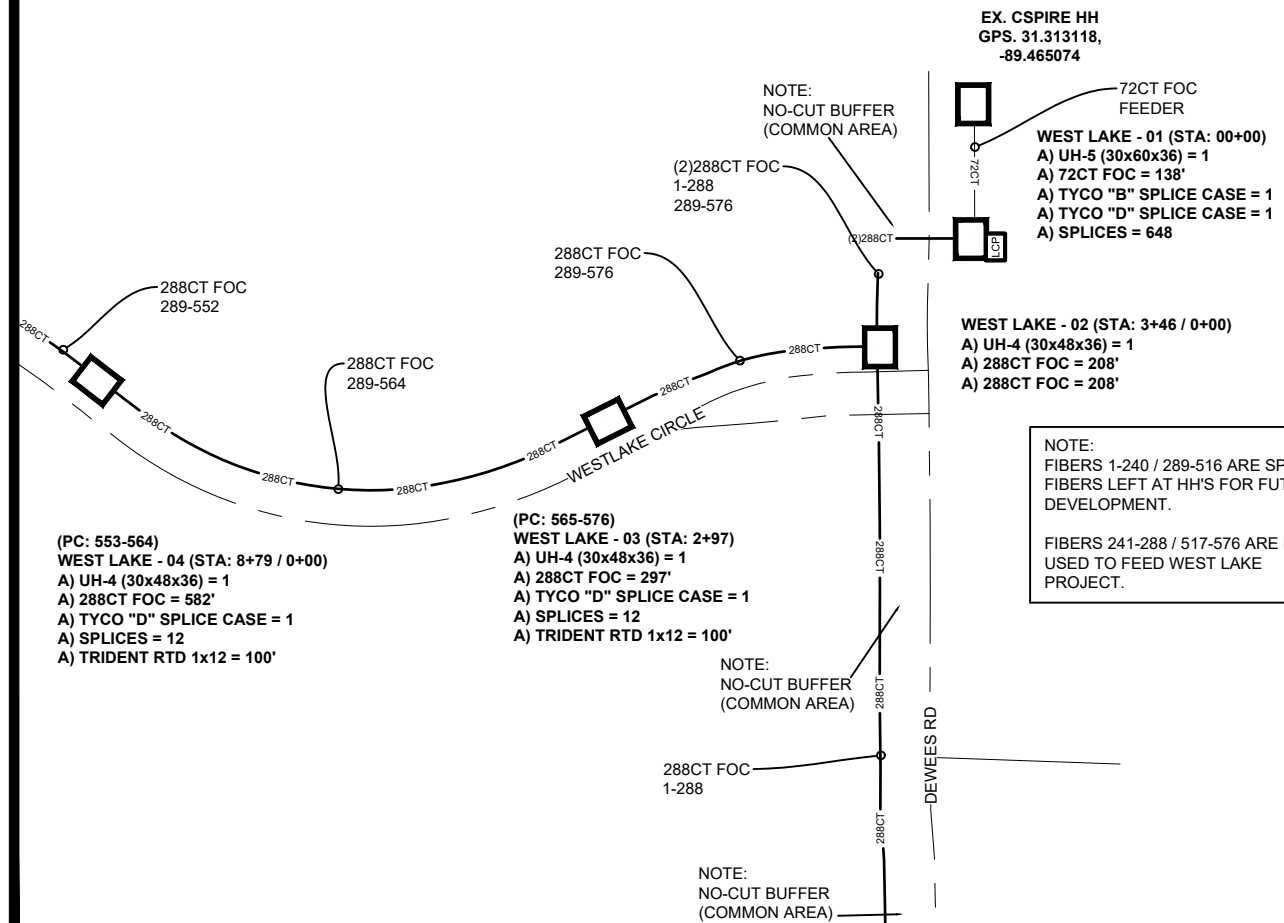 EX. CSPIRE HH
GPS. 31.313118,
-89.465074
72CT FOC
FEEDER
NOTE:
NO-CUT BUFFER
(COMMON AREA)
WEST LAKE - 01 (STA: 00+00)
A) UH-5 (30x60x36) = 1
A) 72CT FOC = 138'
A) TYCO "B" SPLICE CASE = 1
A) TYCO "D" SPLICE CASE = 1
A) SPLICES = 648
72CT
(2)288CT FOC
1-288
289-576
(2)288CT
LCP
288CT FOC
289-576
288CT FOC
289-552
288CT
288CT FOC
289-564
288CT
288CT
WEST LAKE - 02 (STA: 3+46 / 0+00)
A) UH-4 (30x48x36) = 1
A) 288CT FOC = 208'
A) 288CT FOC = 208'
288CT
288CT
WESTLAKE CIRCLE
288CT
288CT
288CT
NOTE:
FIBERS 1-240 / 289-516 ARE
FIBERS LEFT AT HH'S FOR
DEVELOPMENT.
FIBERS 241-288 / 517-576 ARE
USED TO FEED WEST LAKE
PROJECT.
(PC: 553-564)
WEST LAKE - 04 (STA: 8+79 / 0+00)
A) UH-4 (30x48x36) = 1
A) 288CT FOC = 582'
A) TYCO "D" SPLICE CASE = 1
A) SPLICES = 12
A) TRIDENT RTD 1x12 = 100'
(PC: 565-576)
WEST LAKE - 03 (STA: 2+97)
A) UH-4 (30x48x36) = 1
A) 288CT FOC = 297'
A) TYCO "D" SPLICE CASE = 1
A) SPLICES = 12
A) TRIDENT RTD 1x12 = 100'
288CT
NOTE:
NO-CUT BUFFER
(COMMON AREA)
288CT
DEWEES RD
288CT FOC
1-288
288CT
NOTE:
NO-CUT BUFFER
(COMMON AREA)